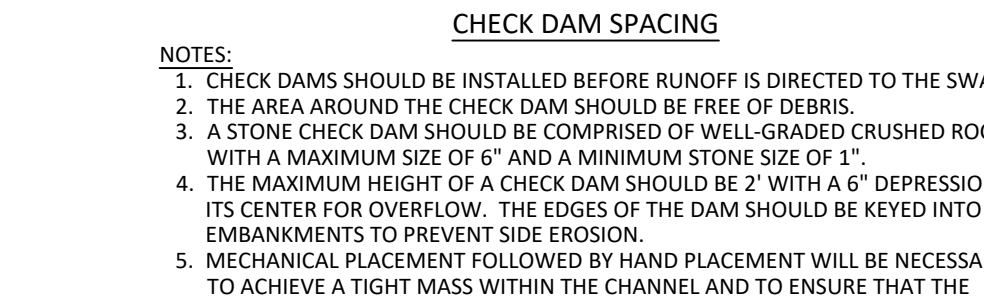 CHECK DAM SPACING
NOTES:
1. CHECK DAMS SHOULD BE INSTALLED BEFORE RUNOFF IS DIRECTED TO THE
2. THE AREA AROUND THE CHECK DAM SHOULD BE FREE OF DEBRIS.
3. A STONE CHECK DAM SHOULD BE COMPRISED OF WELL-GRADED CRUSHED
WITH A MAXIMUM SIZE OF 6" AND A MINIMUM STONE SIZE OF 1".
4. THE MAXIMUM HEIGHT OF A CHECK DAM SHOULD BE 2' WITH A 6"
ITS CENTER FOR OVERFLOW. THE EDGES OF THE DAM SHOULD BE KEYED INTO
EMBANKMENTS TO PREVENT SIDE EROSION.
5. MECHANICAL PLACEMENT FOLLOWED BY HAND PLACEMENT WILL BE
TO ACHIEVE A TIGHT MASS WITHIN THE CHANNEL AND TO ENSURE THAT THE